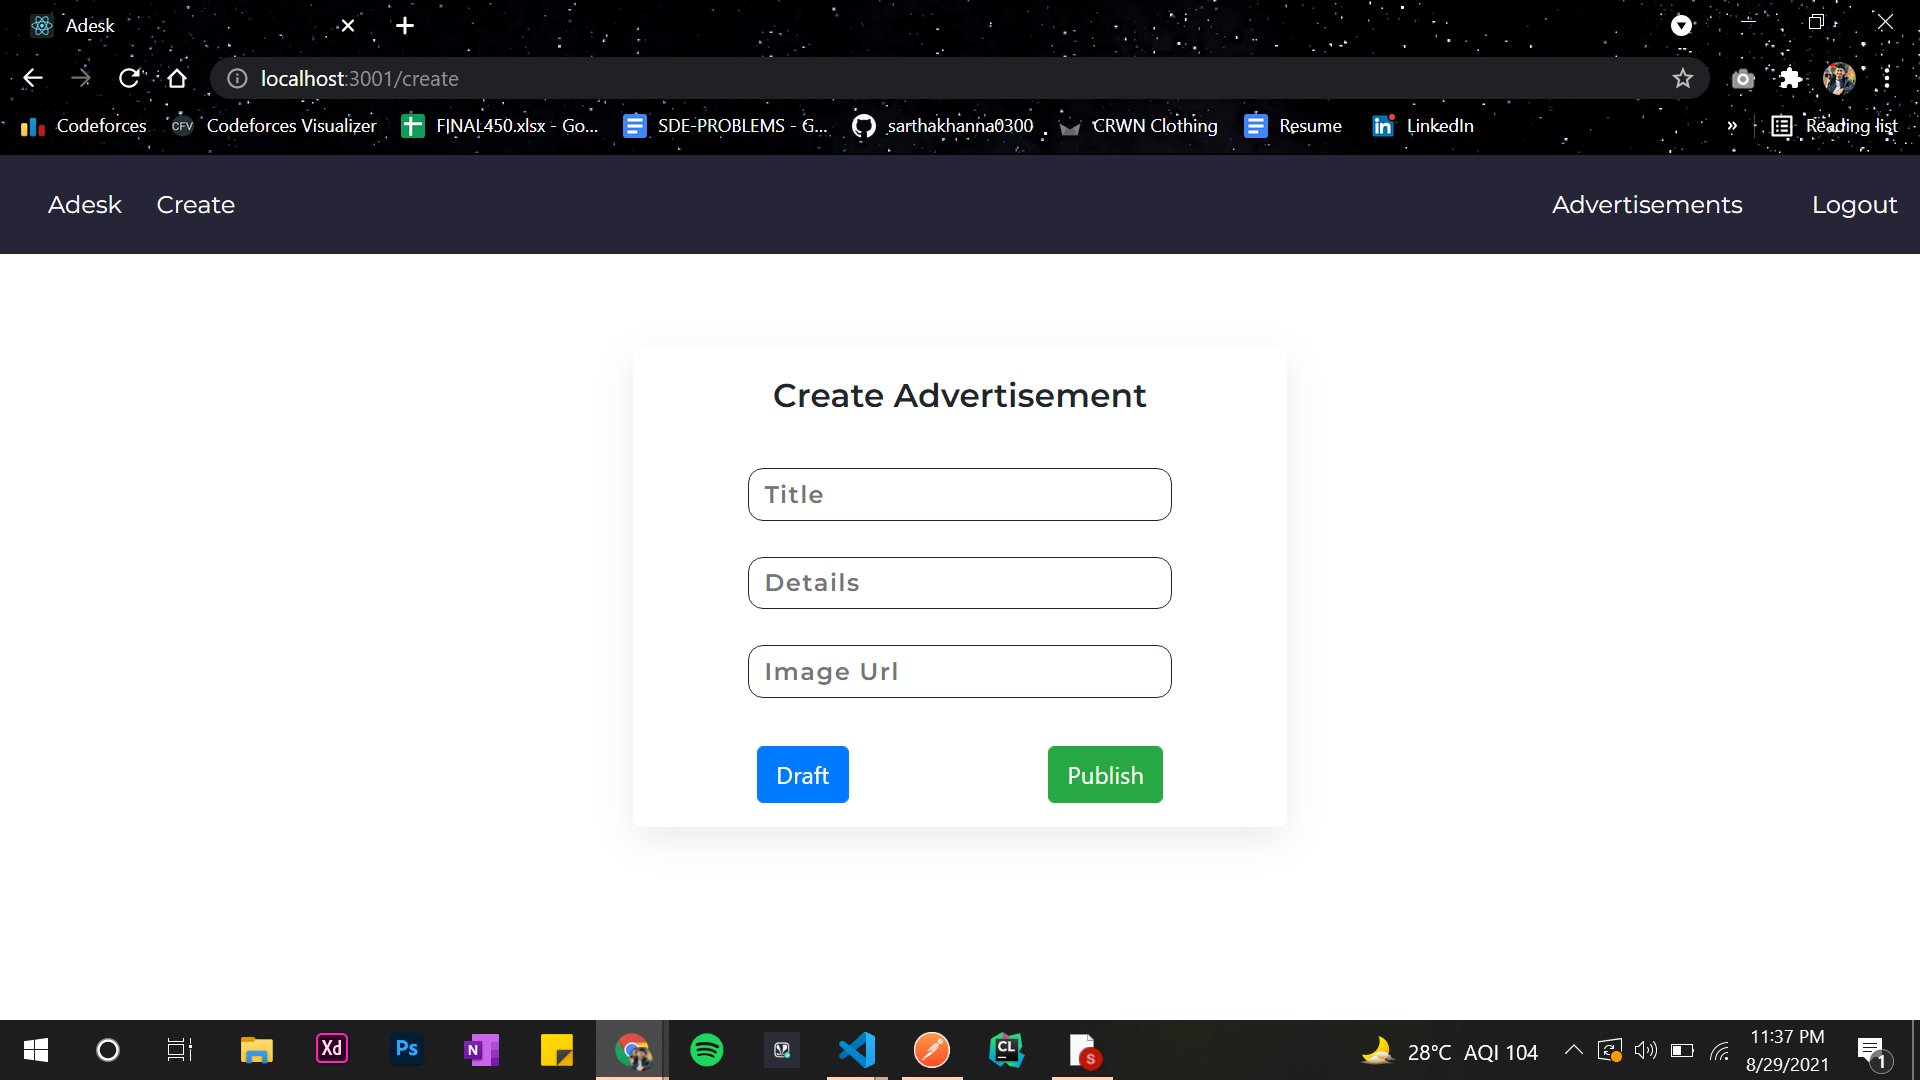 Adesk
localhost:3001/create
Codeforces
CFV Codeforces Visualizer
FINAL450.xlsx - Go...
SDE-PROBLEMS - G...
sarthakhanna0300
CRWN Clothing
Resume
in LinkedIn
»
Reading list
Adesk Create Advertisements Logout
Create Advertisement
Title
Details
Image Url
Draft Publish
Xd Ps N CL S
28°C AQI 104
11:37 PM
8/29/2021
1